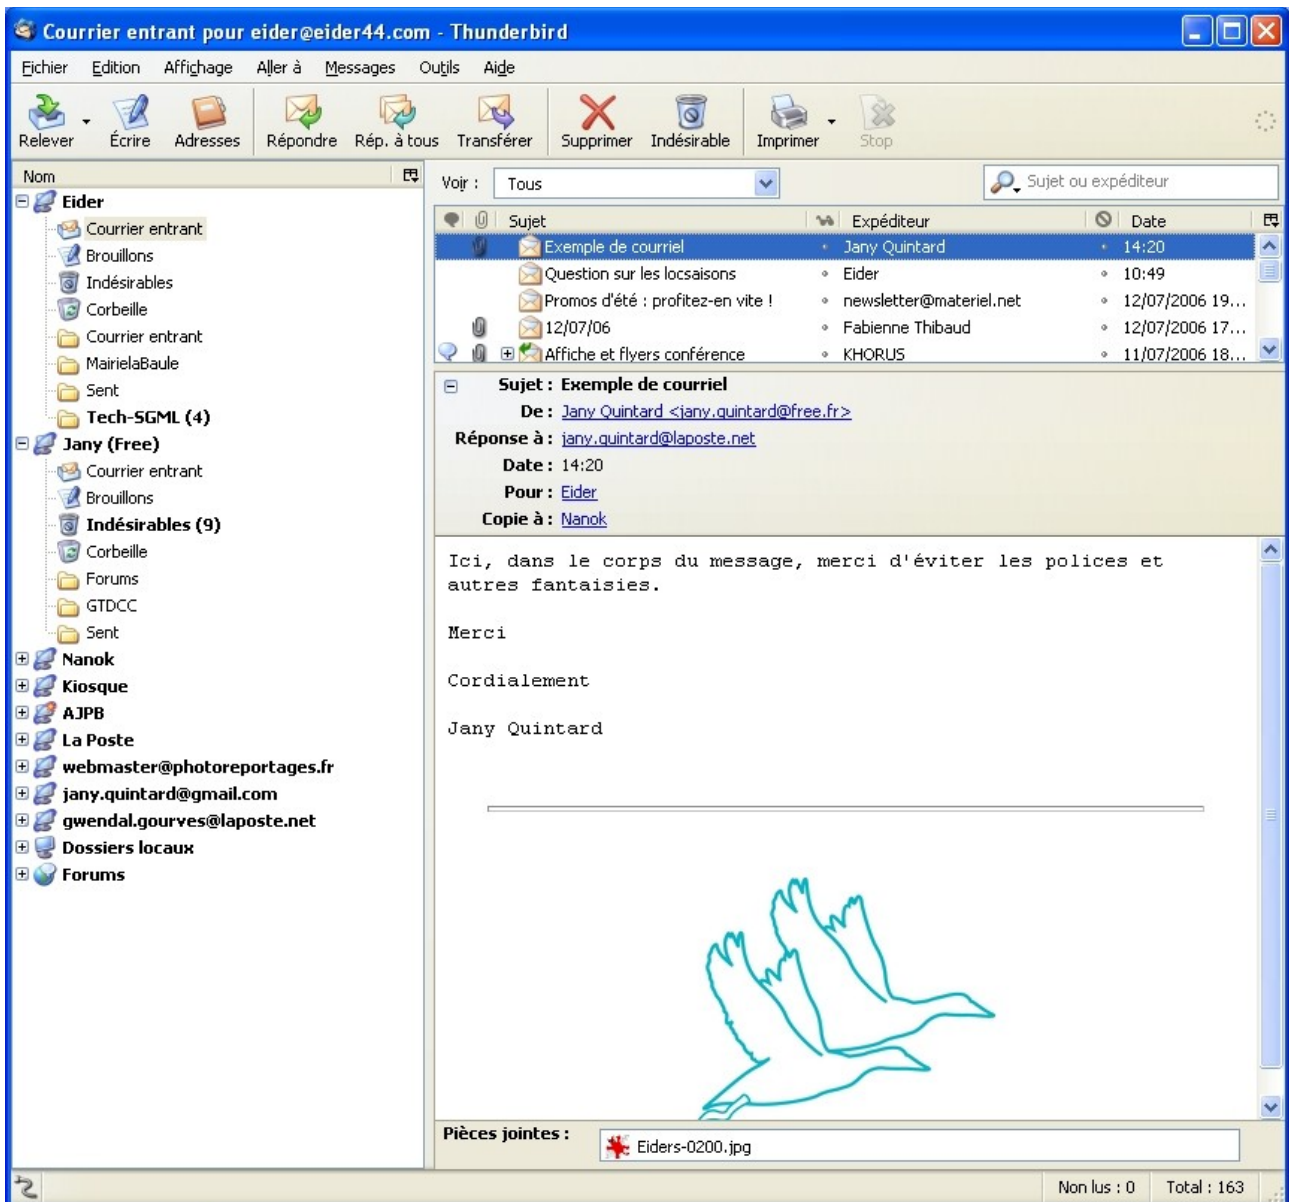 Courrier entrant pour eider@eider44.com - Thunderbird
Fichier Edition Affichage Aller à Messages Outils Aide
Relever Écrire Adresses Répondre Rép. à tous Transférer Supprimer Indésirable Imprimer Stop
Nom
Eider
Courrier entrant
Brouillons
Indésirables
Corbeille
Courrier entrant
MairielaBaule
Sent
Tech-SGML (4)
Jany (Free)
Courrier entrant
Brouillons
Indésirables (9)
Corbeille
Forums
GTDCC
Sent
Nanok
Kiosque
AJPB
La Poste
webmaster@photoreportages.fr
jany.quintard@gmail.com
gwendal.gourves@laposte.net
Dossiers locaux
Forums
Voir : Tous Sujet ou expéditeur
Sujet Expéditeur Date
Exemple de courriel Jany Quintard 14:20
Question sur les locsaisons Eider 10:49
Promos d'été : profitez-en vite ! newsletter@materiel.net 12/07/2006 19...
12/07/06 Fabienne Thibaud 12/07/2006 17...
Affiche et flyers conférence KHORUS 11/07/2006 18...
Sujet : Exemple de courriel
De : Jany Quintard <jany.quintard@free.fr>
Réponse à : jany.quintard@laposte.net
Date : 14:20
Pour : Eider
Copie à : Nanok
Ici, dans le corps du message, merci d'éviter les polices et
autres fantaisies.
Merci
Cordialement
Jany Quintard
Pièces jointes : Eiders-0200.jpg
Non lus : 0 Total : 163